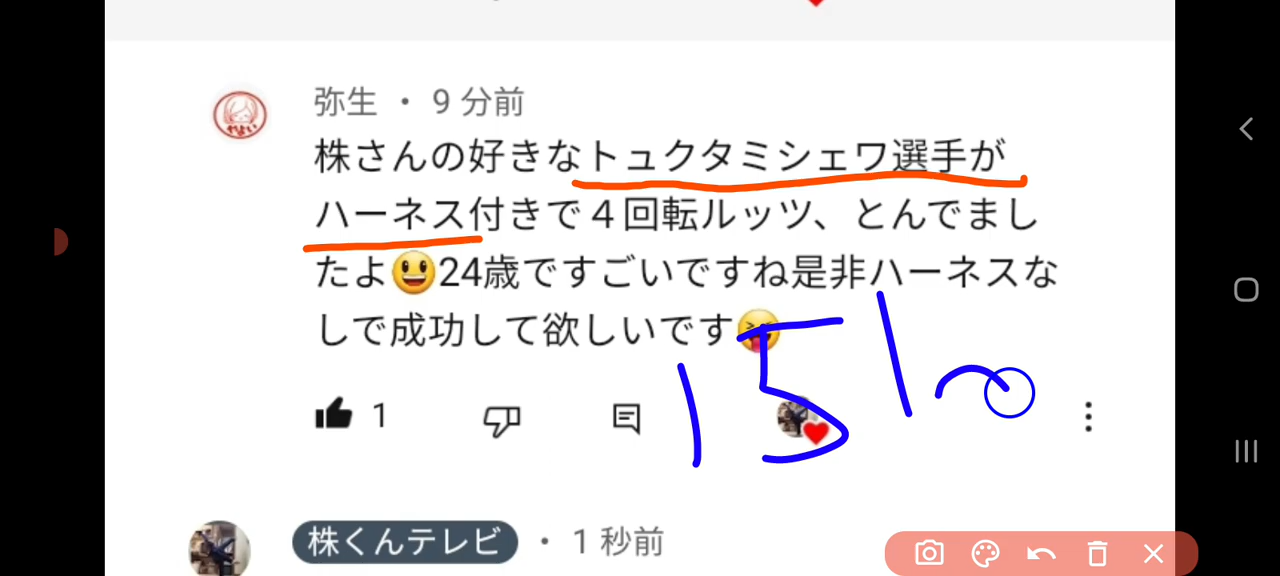 弥生 ・ 9 分前
株さんの好きなトュクタミシェワ選手が
ハーネス付きで４回転ルッツ、とんでまし
たよ😃24歳ですごいですね是非ハーネスな
しで成功して欲しいです😝
1
15
株くんテレビ ・ 1 秒前